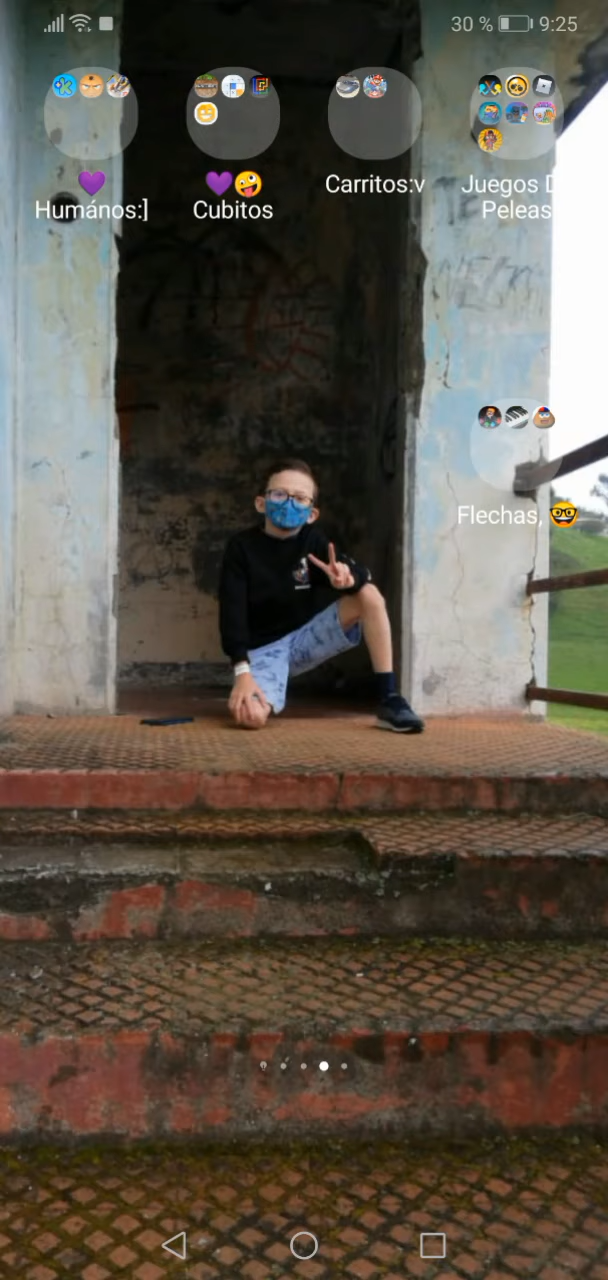 30 % 9:25
💜 Humános:]
💜🤪 Cubitos
Carritos:v
Juegos D
Peleas
Flechas, 🤓